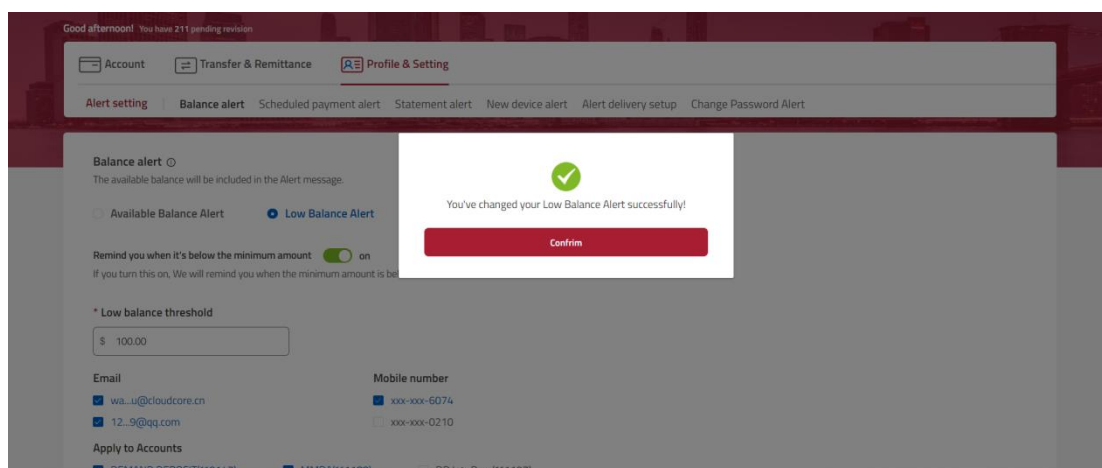 Good afternoon! You have 211 pending revision
Account Transfer & Remittance Profile & Setting
Alert setting Balance alert Scheduled payment alert Statement alert New device alert Alert delivery setup Change Password Alert
Balance alert
The available balance will be included in the Alert message.
Available Balance Alert Low Balance Alert
You've changed your Low Balance Alert successfully!
Confrim
Remind you when it's below the minimum amount on
If you turn this on, We will remind you when the minimum amount is
* Low balance threshold
$ 100.00
Email Mobile number
wa...u@cloudcore.cn xxx-xxx-6074
12...9@qq.com xxx-xxx-0210
Apply to Accounts